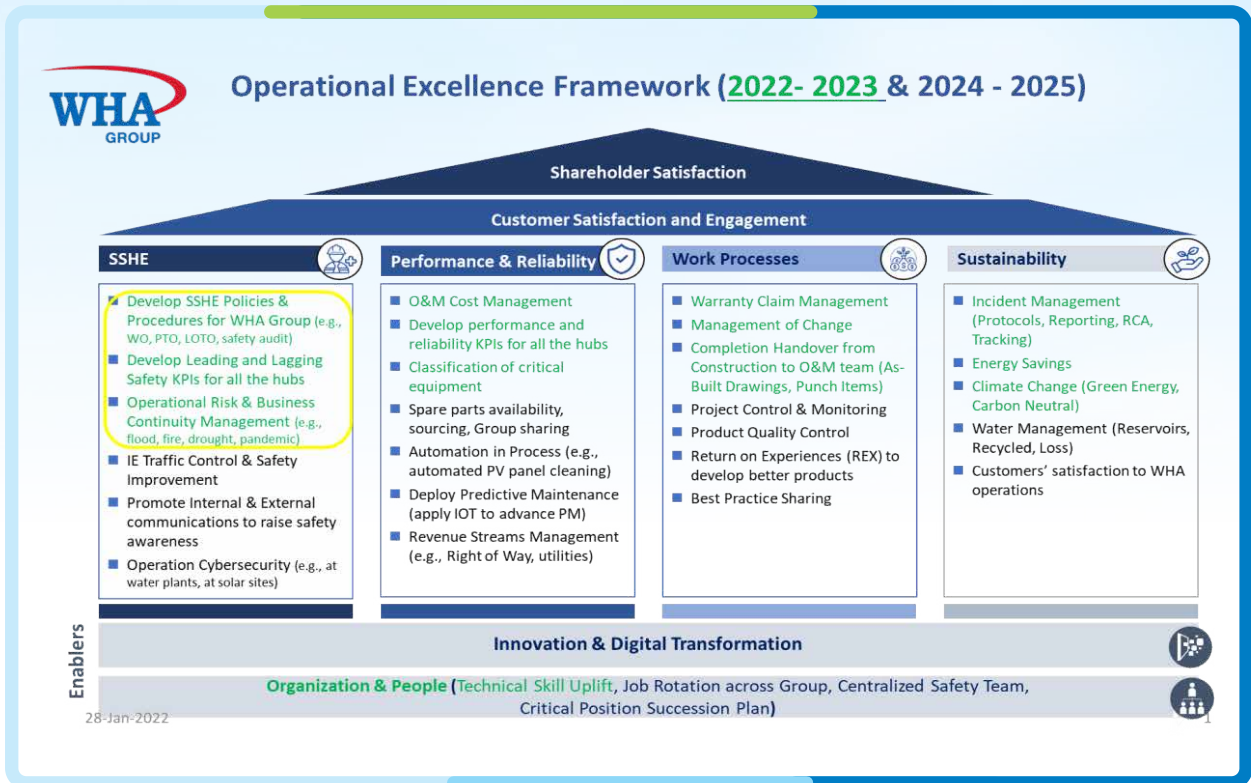 WHA
GROUP
Operational Excellence Framework (2022- 2023 & 2024 - 2025)
Shareholder Satisfaction
Customer Satisfaction and Engagement
SSHE
Develop SSHE Policies &
Procedures for WHA Group (e.g.,
WO, PTO, LOTO, safety audit)
Develop Leading and Lagging
Safety KPIs for all the hubs
Operational Risk & Business
Continuity Management (e.g.,
flood, fire, drought, pandemic)
IE Traffic Control & Safety
Improvement
Promote Internal & External
communications to raise safety
awareness
Operation Cybersecurity (e.g., at
water plants, at solar sites)
Performance & Reliability
O&M Cost Management
Develop performance and
reliability KPIs for all the hubs
Classification of critical
equipment
Spare parts availability,
sourcing, Group sharing
Automation in Process (e.g.,
automated PV panel cleaning)
Deploy Predictive Maintenance
(apply IOT to advance PM)
Revenue Streams Management
(e.g., Right of Way, utilities)
Work Processes
Warranty Claim Management
Management of Change
Completion Handover from
Construction to O&M team (As-
Built Drawings, Punch Items)
Project Control & Monitoring
Product Quality Control
Return on Experiences (REX) to
develop better products
Best Practice Sharing
Sustainability
Incident Management
(Protocols, Reporting, RCA,
Tracking)
Energy Savings
Climate Change (Green Energy,
Carbon Neutral)
Water Management (Reservoirs,
Recycled, Loss)
Customers' satisfaction to WHA
operations
Enablers
Innovation & Digital Transformation
Organization & People (Technical Skill Uplift, Job Rotation across Group, Centralized Safety Team,
Critical Position Succession Plan)
28-Jan-2022
1